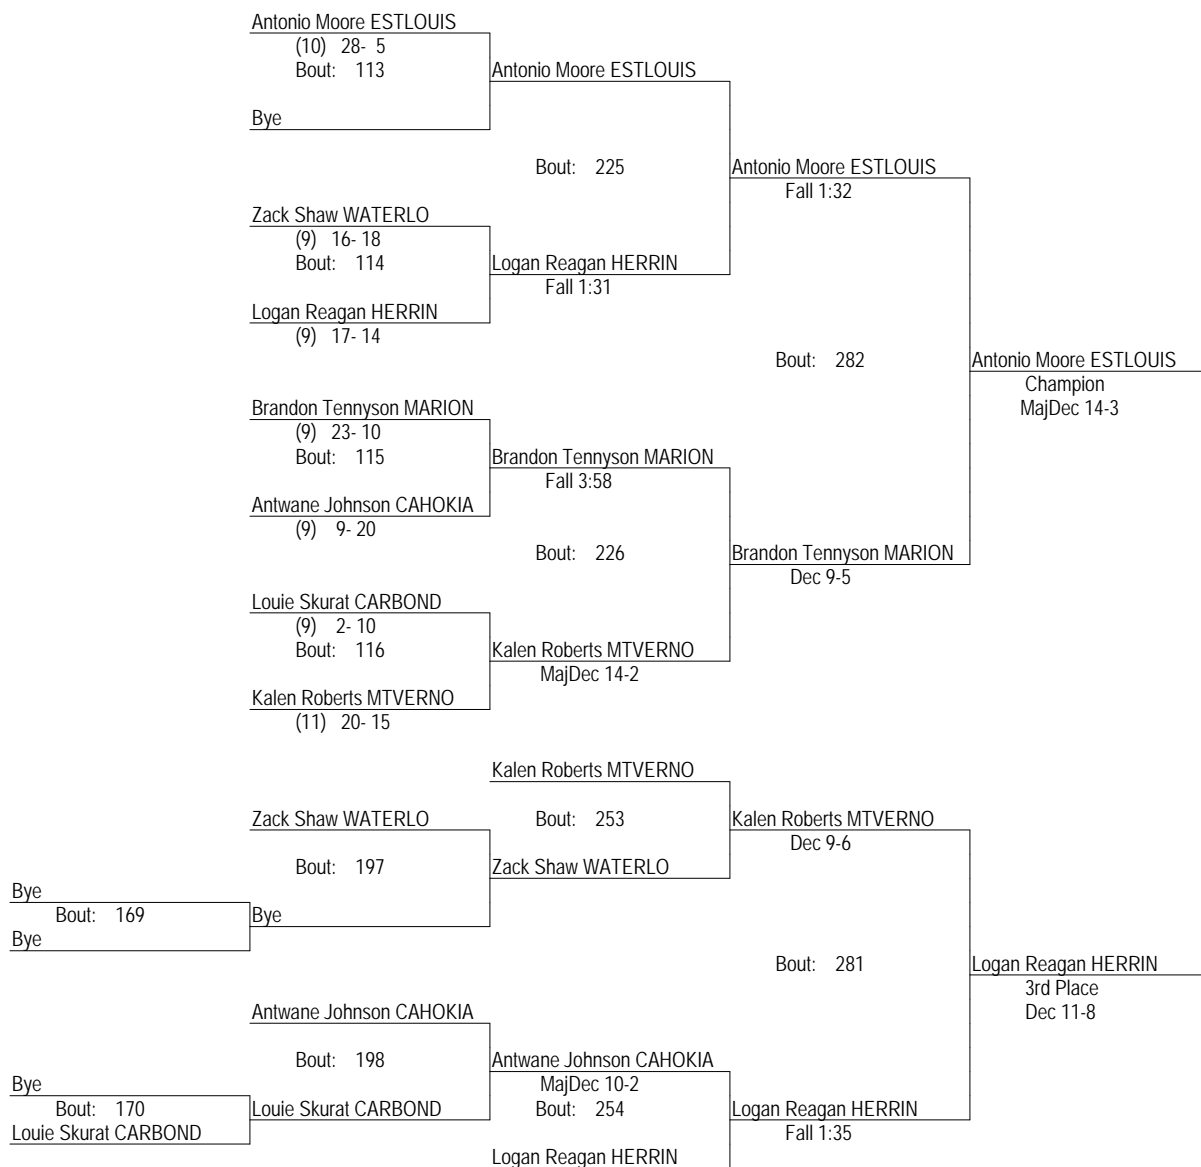 Antonio Moore ESTLOUIS
(10) 28- 5
Bout: 113
Antonio Moore ESTLOUIS
Bye
Bout: 225
Antonio Moore ESTLOUIS
Fall 1:32
Zack Shaw WATERLO
(9) 16- 18
Bout: 114
Logan Reagan HERRIN
Fall 1:31
Logan Reagan HERRIN
(9) 17- 14
Bout: 282
Antonio Moore ESTLOUIS
Champion
MajDec 14-3
Brandon Tennyson MARION
(9) 23- 10
Bout: 115
Brandon Tennyson MARION
Fall 3:58
Antwane Johnson CAHOKIA
(9) 9- 20
Bout: 226
Brandon Tennyson MARION
Dec 9-5
Louie Skurat CARBOND
(9) 2- 10
Bout: 116
Kalen Roberts MTVERNO
MajDec 14-2
Kalen Roberts MTVERNO
(11) 20- 15
Kalen Roberts MTVERNO
Zack Shaw WATERLO
Bout: 253
Kalen Roberts MTVERNO
Dec 9-6
Bout: 197
Zack Shaw WATERLO
Bye
Bout: 169
Bye
Bye
Bout: 281
Logan Reagan HERRIN
3rd Place
Dec 11-8
Antwane Johnson CAHOKIA
Bout: 198
Antwane Johnson CAHOKIA
MajDec 10-2
Bye
Bout: 170
Louie Skurat CARBOND
Bout: 254
Logan Reagan HERRIN
Fall 1:35
Louie Skurat CARBOND
Logan Reagan HERRIN